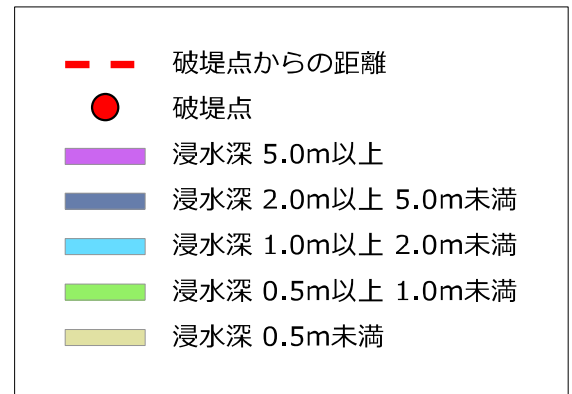 破堤点からの距離
破堤点
浸水深 5.0m以上
浸水深 2.0m以上 5.0m未満
浸水深 1.0m以上 2.0m未満
浸水深 0.5m以上 1.0m未満
浸水深 0.5m未満